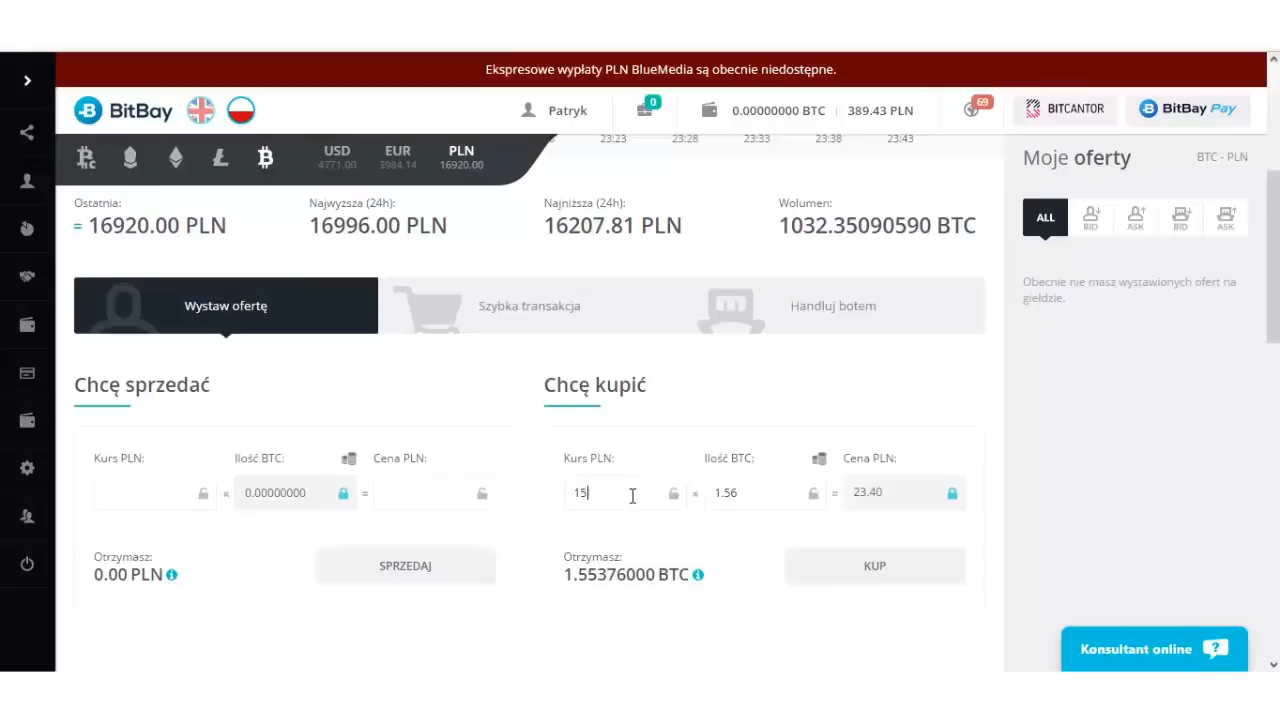 Ekspresowe wypłaty PLN BlueMedia są obecnie niedostępne.
BitBay
Patryk
0
0.00000000 BTC
389.43 PLN
69
BITCANTOR
BitBay Pay
USD
4771.00
EUR
3984.14
PLN
16920.00
23:23
23:28
23:33
23:38
23:43
Moje oferty
BTC - PLN
Ostatnia:
= 16920.00 PLN
Najwyższa (24h):
16996.00 PLN
Najniższa (24h):
16207.81 PLN
Wolumen:
1032.35090590 BTC
ALL
BID
ASK
BID
ASK
Obecnie nie masz wystawionych ofert na
giełdzie.
Wystaw ofertę
Szybka transakcja
Handluj botem
Chcę sprzedać
Kurs PLN:
Ilość BTC:
Cena PLN:
×
0.00000000
=
Otrzymasz:
0.00 PLN
SPRZEDAJ
Chcę kupić
Kurs PLN:
Ilość BTC:
Cena PLN:
15
×
1.56
=
23.40
Otrzymasz:
1.55376000 BTC
KUP
Konsultant online